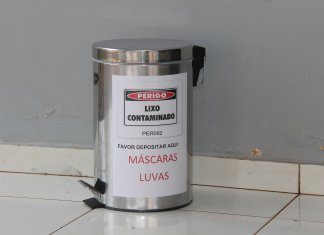 PERIGO
LIXO
CONTAMINADO
PER062
FAVOR DEPOSITAR AQUI:
MÁSCARAS
LUVAS